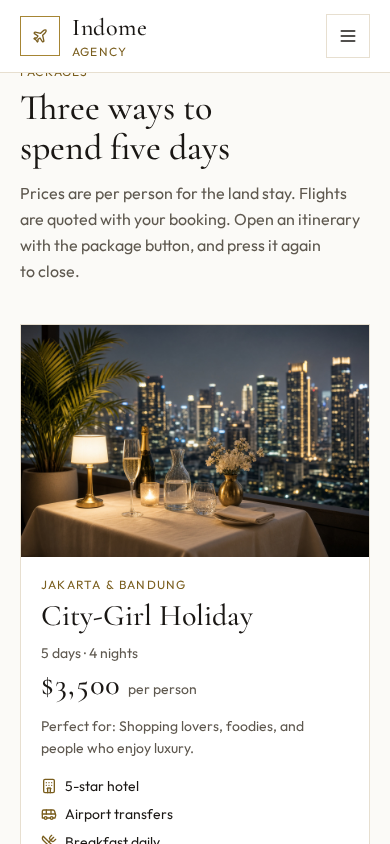 Indome
AGENCY
PACKAGES
Three ways to
spend five days
Prices are per person for the land stay. Flights
are quoted with your booking. Open an itinerary
with the package button, and press it again
to close.
JAKARTA & BANDUNG
City-Girl Holiday
5 days · 4 nights
$3,500 per person
Perfect for: Shopping lovers, foodies, and
people who enjoy luxury.
5-star hotel
Airport transfers
Breakfast daily